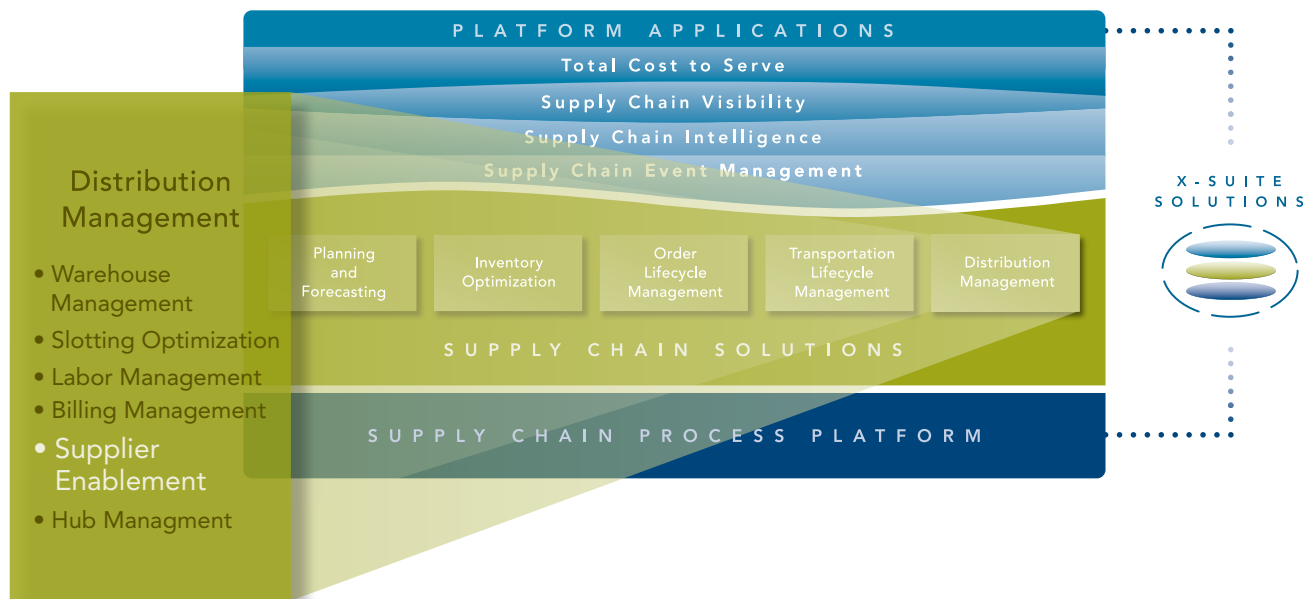 PLATFORM APPLICATIONS
Total Cost to Serve
Supply Chain Visibility
Supply Chain Intelligence
Supply Chain Event Management
Distribution
Management
• Warehouse
Management
• Slotting Optimization
• Labor Management
• Billing Management
• Supplier
Enablement
• Hub Managment
Planning
and
Forecasting
Inventory
Optimization
Order
Lifecycle
Management
Transportation
Lifecycle
Management
Distribution
Management
SUPPLY CHAIN SOLUTIONS
SUPPLY CHAIN PROCESS PLATFORM
X-SUITE
SOLUTIONS